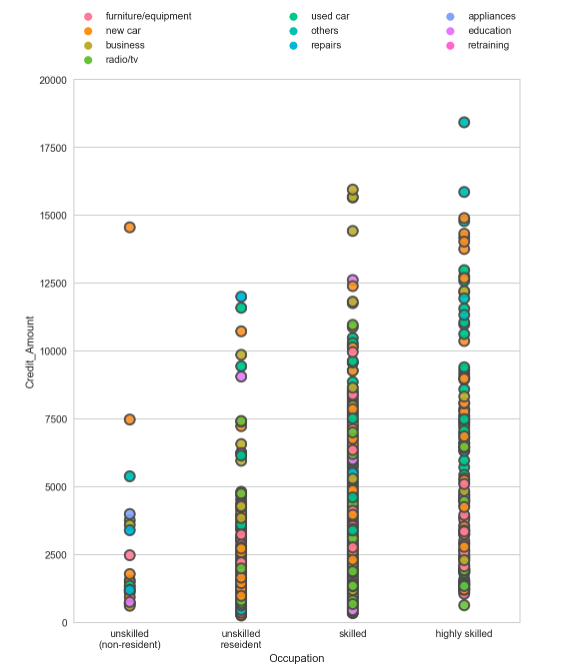 furniture/equipment
new car
business
radio/tv
used car
others
repairs
appliances
education
retraining
20000
17500
15000
12500
10000
7500
5000
2500
0
Credit_Amount
unskilled
(non-resident)
unskilled
reseident
skilled
highly skilled
Occupation